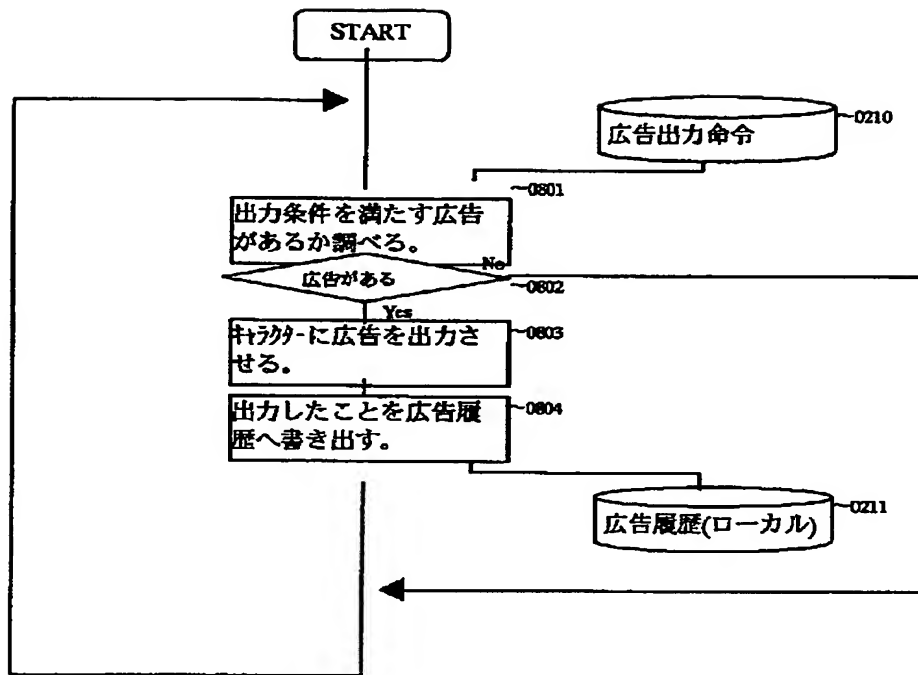 START
広告出力命令
0210
0801
出力条件を満たす広告
があるか調べる。
No
広告がある
0802
Yes
ｷｬﾗｸﾀｰに広告を出力さ
せる。
0803
出力したことを広告履
歴へ書き出す。
0804
広告履歴(ローカル)
0211